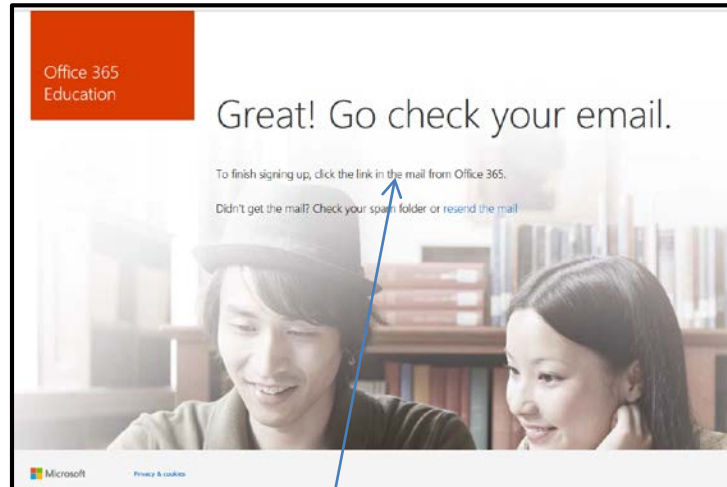 Office 365
Education
Great! Go check your email.
To finish signing up, click the link in the mail from Office 365.
Didn't get the mail? Check your spam folder or resend the mail
Microsoft
Privacy & cookies